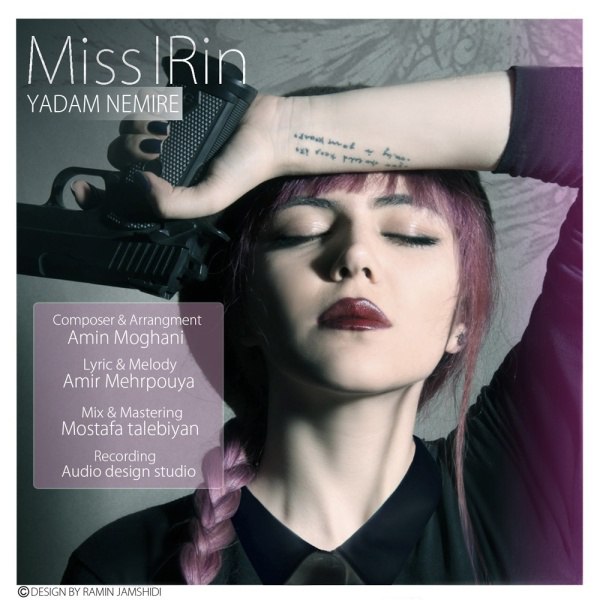 Miss IRin
YADAM NEMIRE
Composer & Arrangment
Amin Moghani
Lyric & Melody
Amir Mehrpouya
Mix & Mastering
Mostafa talebiyan
Recording
Audio design studio
©DESIGN BY RAMIN JAMSHIDI